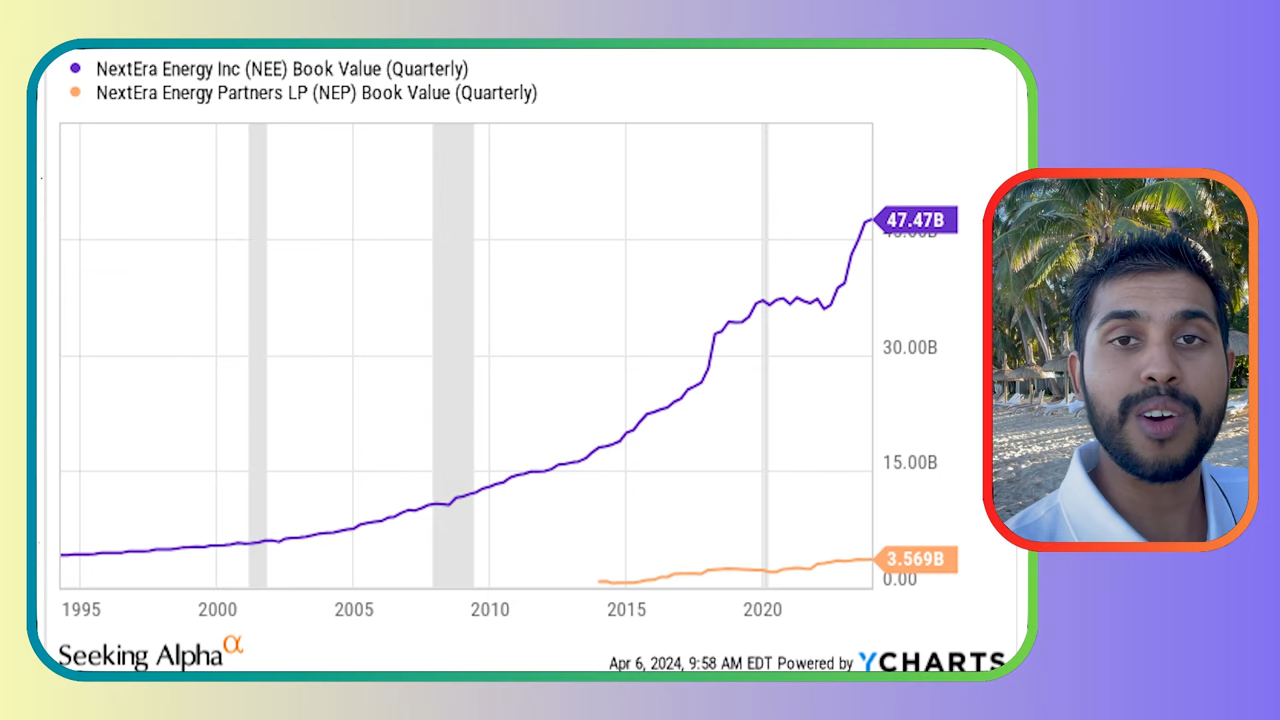 NextEra Energy Inc (NEE) Book Value (Quarterly)
NextEra Energy Partners LP (NEP) Book Value (Quarterly)
47.47B
30.00B
15.00B
3.569B
0.00
1995 2000 2005 2010 2015 2020
Seeking Alphaα
Apr 6, 2024, 9:58 AM EDT Powered by YCHARTS